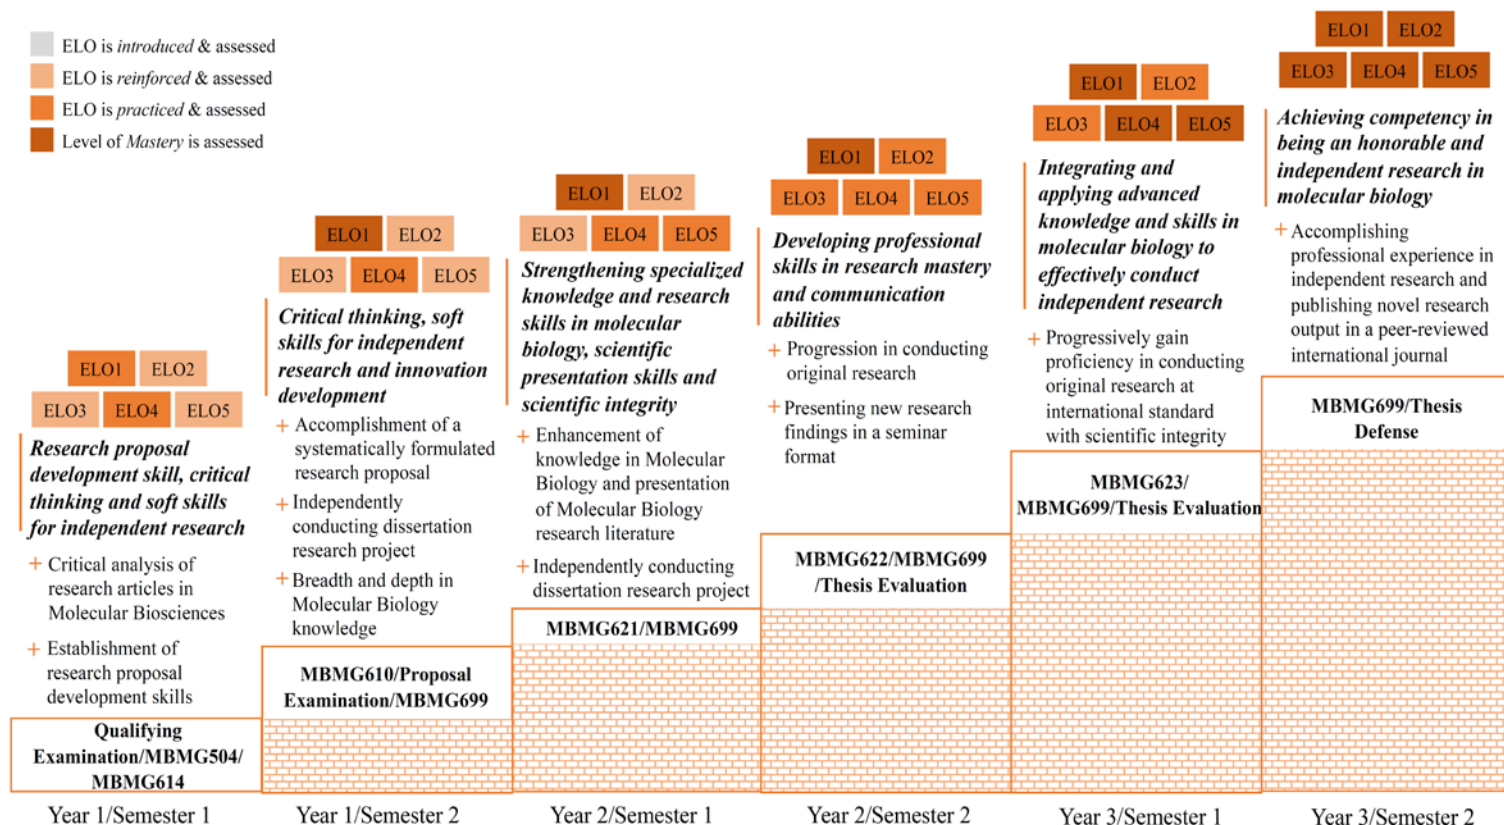 ELO is introduced & assessed
ELO is reinforced & assessed
ELO is practiced & assessed
Level of Mastery is assessed
ELO1 ELO2
ELO3 ELO4 ELO5
Research proposal
development skill, critical
thinking and soft skills
for independent research
+ Critical analysis of
research articles in
Molecular Biosciences
+ Establishment of
research proposal
development skills
Qualifying
Examination/MBMG504/
MBMG614
Year 1/Semester 1
ELO1 ELO2
ELO3 ELO4 ELO5
Critical thinking, soft
skills for independent
research and innovation
development
+ Accomplishment of a
systematically formulated
research proposal
+ Independently
conducting dissertation
research project
+ Breadth and depth in
Molecular Biology
knowledge
MBMG610/Proposal
Examination/MBMG699
Year 1/Semester 2
ELO1 ELO2
ELO3 ELO4 ELO5
Strengthening specialized
knowledge and research
skills in molecular
biology, scientific
presentation skills and
scientific integrity
+ Enhancement of
knowledge in Molecular
Biology and presentation
of Molecular Biology
research literature
+ Independently conducting
dissertation research project
MBMG621/MBMG699
Year 2/Semester 1
ELO1 ELO2
ELO3 ELO4 ELO5
Developing professional
skills in research mastery
and communication
abilities
+ Progression in conducting
original research
+ Presenting new research
findings in a seminar
format
MBMG622/MBMG699
/Thesis Evaluation
Year 2/Semester 2
ELO1 ELO2
ELO3 ELO4 ELO5
Integrating and
applying advanced
knowledge and skills in
molecular biology to
effectively conduct
independent research
+ Progressively gain
proficiency in conducting
original research at
international standard
with scientific integrity
MBMG623/
MBMG699/Thesis Evaluation
Year 3/Semester 1
ELO1 ELO2
ELO3 ELO4 ELO5
Achieving competency in
being an honorable and
independent research in
molecular biology
+ Accomplishing
professional experience in
independent research and
publishing novel research
output in a peer-reviewed
international journal
MBMG699/Thesis
Defense
Year 3/Semester 2